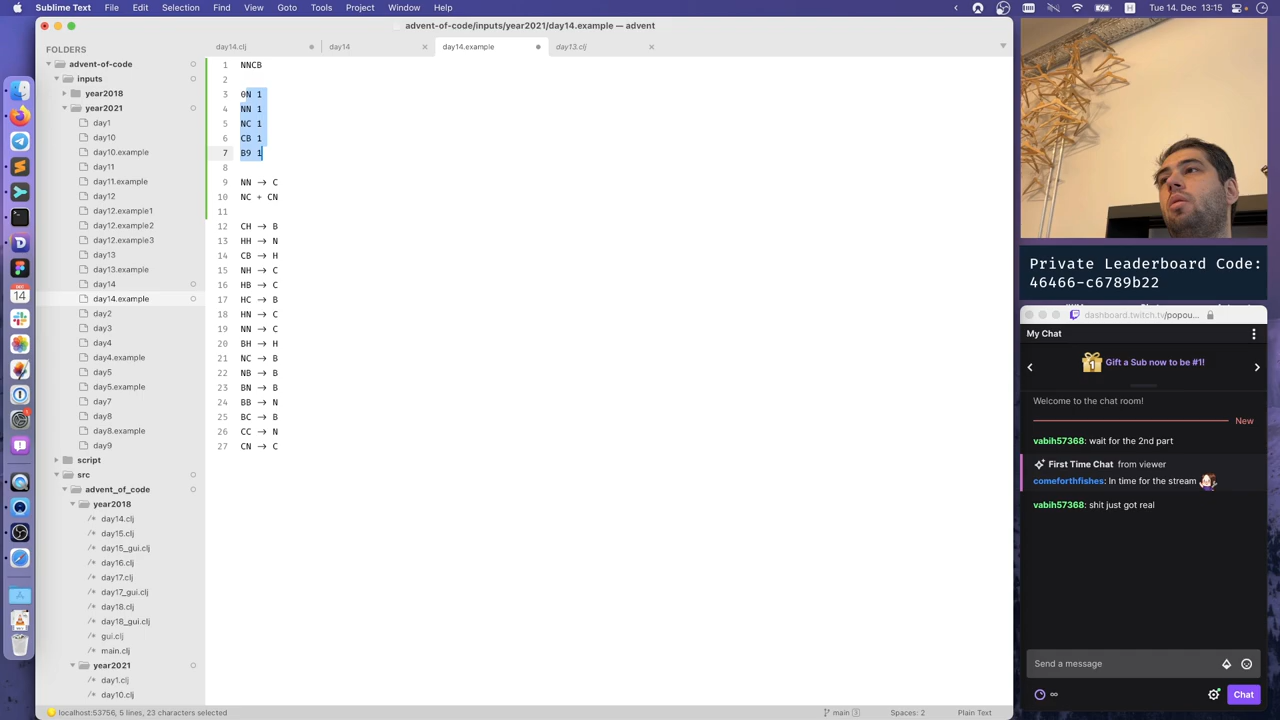 Sublime Text File Edit Selection Find View Goto Tools Project Window Help
Tue 14. Dec 13:15
advent-of-code/inputs/year2021/day14.example — advent
FOLDERS
advent-of-code
inputs
year2018
year2021
day1
day10
day10.example
day11
day11.example
day12
day12.example1
day12.example2
day12.example3
day13
day13.example
day14
day14.example
day2
day3
day4
day4.example
day5
day5.example
day7
day8
day8.example
day9
script
src
advent_of_code
year2018
/* day14.clj
/* day15.clj
/* day15_gui.clj
/* day16.clj
/* day17.clj
/* day17_gui.clj
/* day18.clj
/* day18_gui.clj
/* gui.clj
/* main.clj
year2021
/* day1.clj
/* day10.clj
day14.clj day14 day14.example day13.clj
1 NNCB
2
3 0N 1
4 NN 1
5 NC 1
6 CB 1
7 B9 1
8
9 NN → C
10 NC + CN
11
12 CH → B
13 HH → N
14 CB → H
15 NH → C
16 HB → C
17 HC → B
18 HN → C
19 NN → C
20 BH → H
21 NC → B
22 NB → B
23 BN → B
24 BB → N
25 BC → B
26 CC → N
27 CN → C
localhost:53756, 5 lines, 23 characters selected
main 3 Spaces: 2 Plain Text
Private Leaderboard Code:
46466-c6789b22
dashboard.twitch.tv/popou...
My Chat
Gift a Sub now to be #1!
Welcome to the chat room!
New
vabih57368: wait for the 2nd part
First Time Chat from viewer
comeforthfishes: In time for the stream
vabih57368: shit just got real
Send a message
∞
Chat